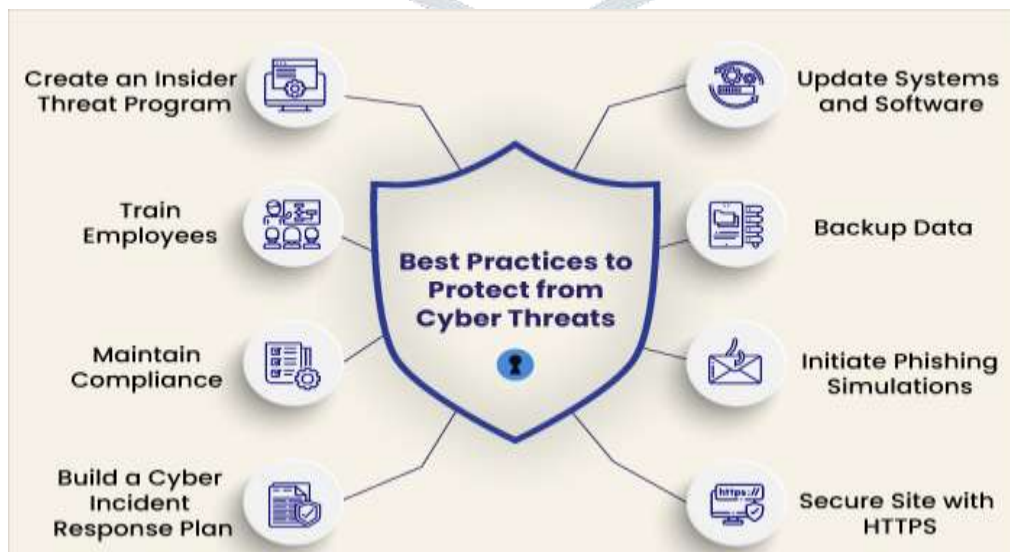 Create an Insider
Threat Program
Train
Employees
Maintain
Compliance
Build a Cyber
Incident
Response Plan
Best Practices to
Protect from
Cyber Threats
Update Systems
and Software
Backup Data
Initiate Phishing
Simulations
https://
Secure Site with
HTTPS